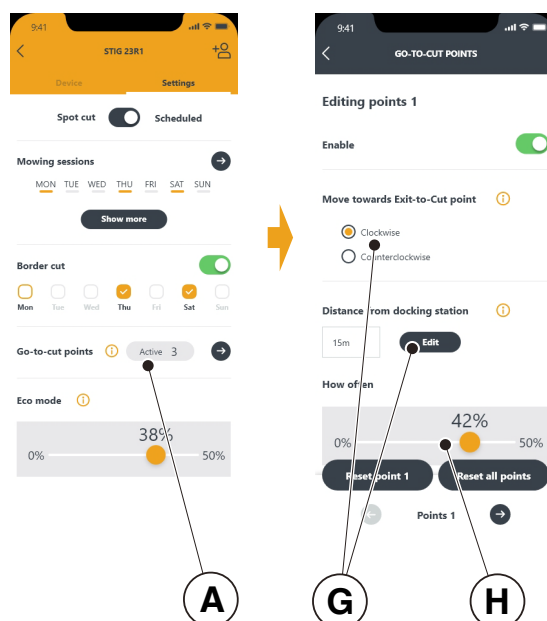 9:41
STIG 23R1
Device Settings
Spot cut Scheduled
Mowing sessions
MON TUE WED THU FRI SAT SUN
Show more
Border cut
Mon Tue Wed Thu Fri Sat Sun
Go-to-cut points Active 3
Eco mode
38%
0% 50%
A
9:41
GO-TO-CUT POINTS
Editing points 1
Enable
Move towards Exit-to-Cut point
Clockwise
Counterclockwise
Distance from docking station
15m Edit
How often
42%
0% 50%
Reset point 1 Reset all points
Points 1
G H